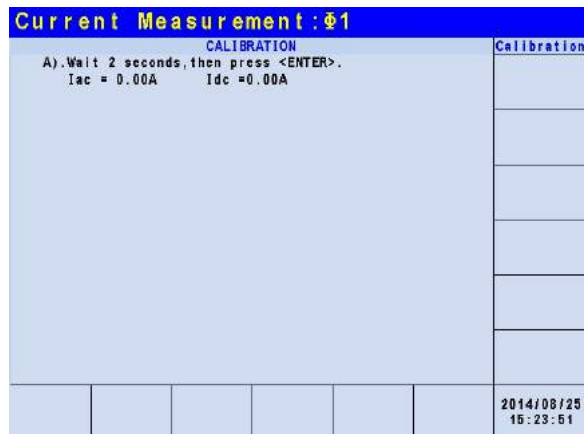 Current Measurement:Φ1
CALIBRATION
Calibration
A).Wait 2 seconds,then press <ENTER>.
Iac = 0.00A Idc =0.00A
2014/08/25
15:23:51